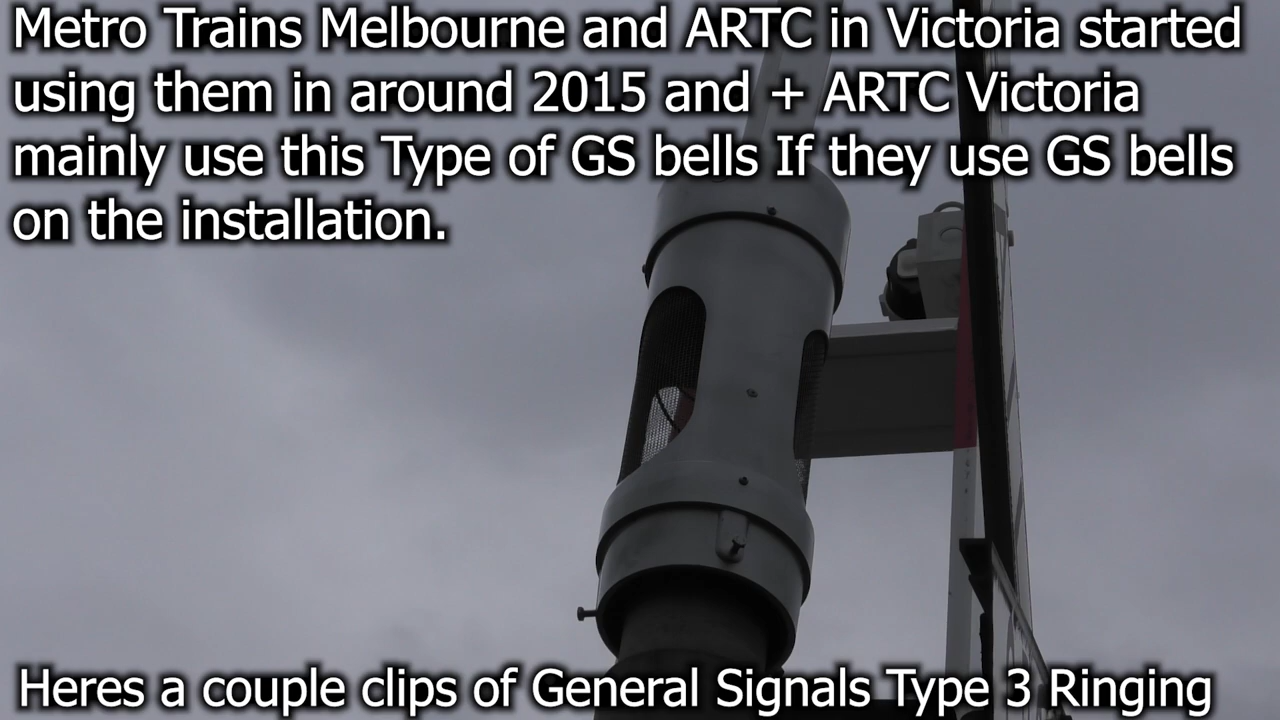 Metro Trains Melbourne and ARTC in Victoria started
using them in around 2015 and + ARTC Victoria
mainly use this Type of GS bells If they use GS bells
on the installation.
Heres a couple clips of General Signals Type 3 Ringing